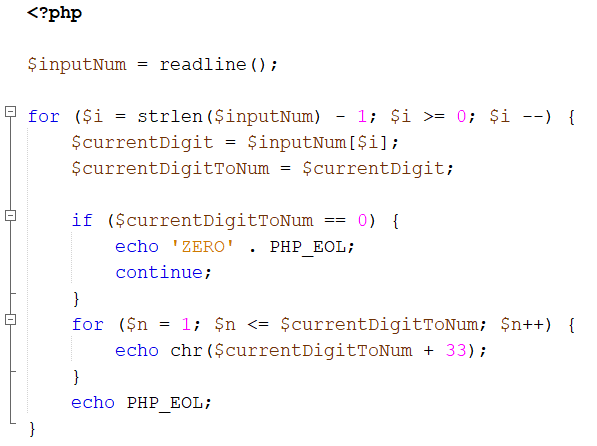 <?php
$inputNum = readline();
for ($i = strlen($inputNum) - 1; $i >= 0; $i --) {
$currentDigit = $inputNum[$i];
$currentDigitToNum = $currentDigit;
if ($currentDigitToNum == 0) {
echo 'ZERO' . PHP_EOL;
continue;
}
for ($n = 1; $n <= $currentDigitToNum; $n++) {
echo chr($currentDigitToNum + 33);
}
echo PHP_EOL;
}